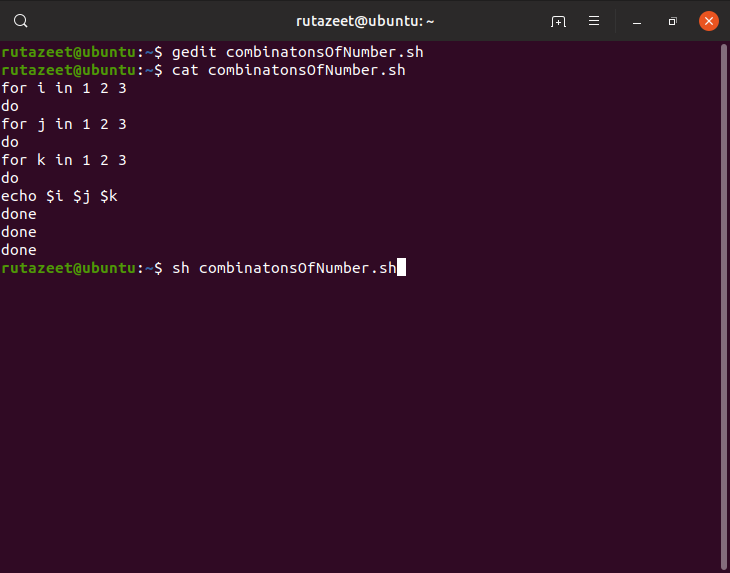 rutazeet@ubuntu: ~
rutazeet@ubuntu:~$ gedit combinatonsOfNumber.sh
rutazeet@ubuntu:~$ cat combinatonsOfNumber.sh
for i in 1 2 3
do
for j in 1 2 3
do
for k in 1 2 3
do
echo $i $j $k
done
done
done
rutazeet@ubuntu:~$ sh combinatonsOfNumber.sh